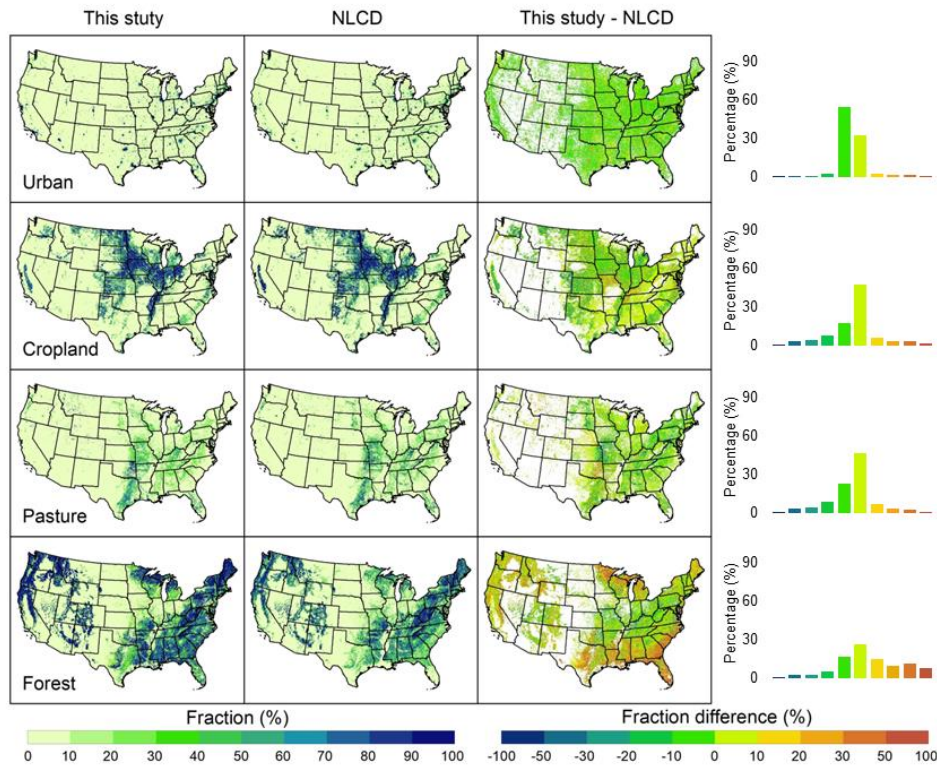 This stuty NLCD This study - NLCD
Urban
Percentage (%)
90
60
30
0
Cropland
Percentage (%)
90
60
30
0
Pasture
Percentage (%)
90
60
30
0
Forest
Percentage (%)
90
60
30
0
Fraction (%) Fraction difference (%)
0 10 20 30 40 50 60 70 80 90 100 -100 -50 -30 -20 -10 0 10 20 30 50 100